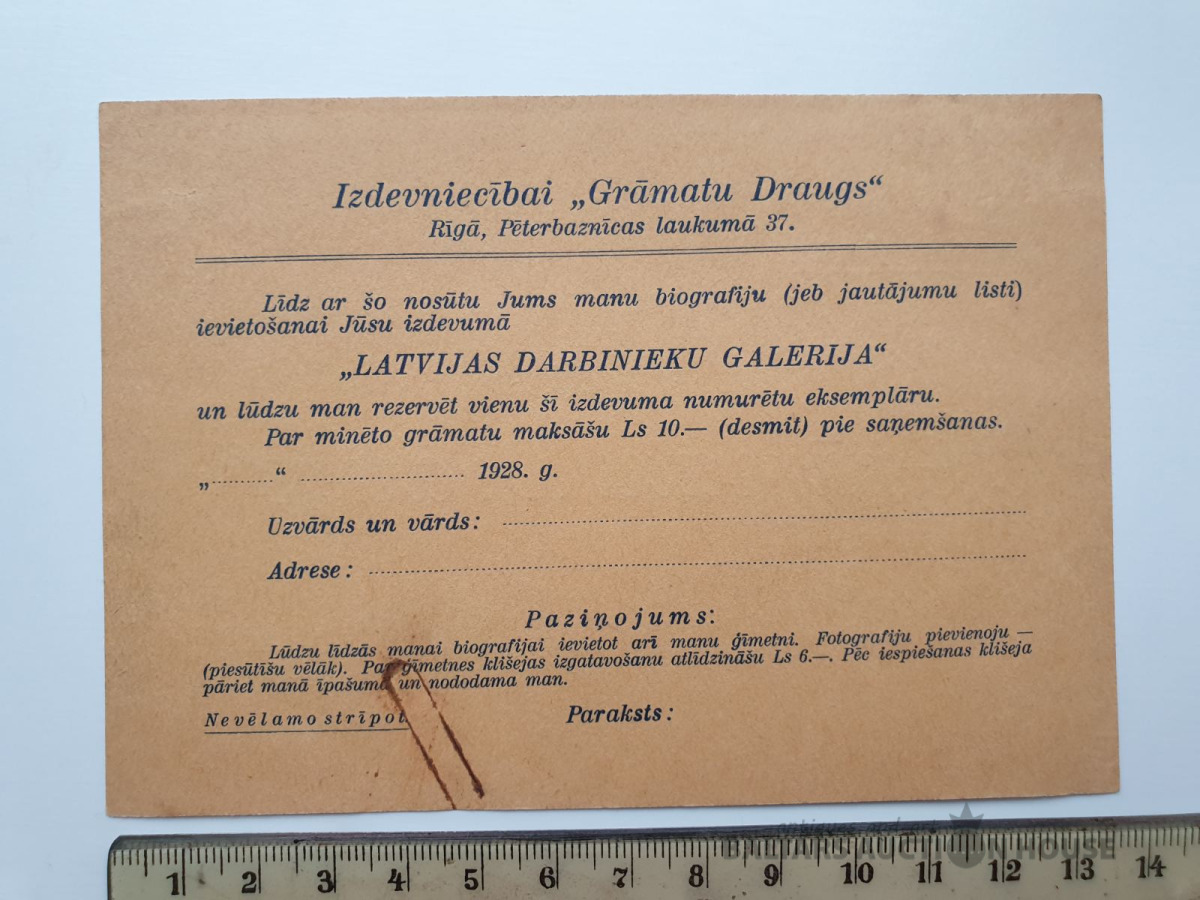 Izdevniecībai „Grāmatu Draugs“
Rīgā, Pēterbaznīcas laukumā 37.
Līdz ar šo nosūtu Jums manu biografiju (jeb jautājumu listi)
ievietošanai Jūsu izdevumā
„LATVIJAS DARBINIEKU GALERIJA“
un lūdzu man rezervēt vienu šī izdevuma numurētu eksemplāru.
Par minēto grāmatu maksāšu Ls 10.— (desmit) pie saņemšanas.
„..........“ .......................... 1928. g.
Uzvārds un vārds:
Adrese:
Paziņojums:
Lūdzu līdzās manai biografijai ievietot arī manu ģīmetni. Fotografiju pievienoju —
(piesūtīšu vēlāk). Par ģīmetnes klišejas izgatavošanu atlīdzināšu Ls 6.—. Pēc iespiešanas klišeja
pāriet manā īpašumā un nododama man.
Nevēlamo strīpot
Paraksts:
1 2 3 4 5 6 7 8 9 10 11 12 13 14